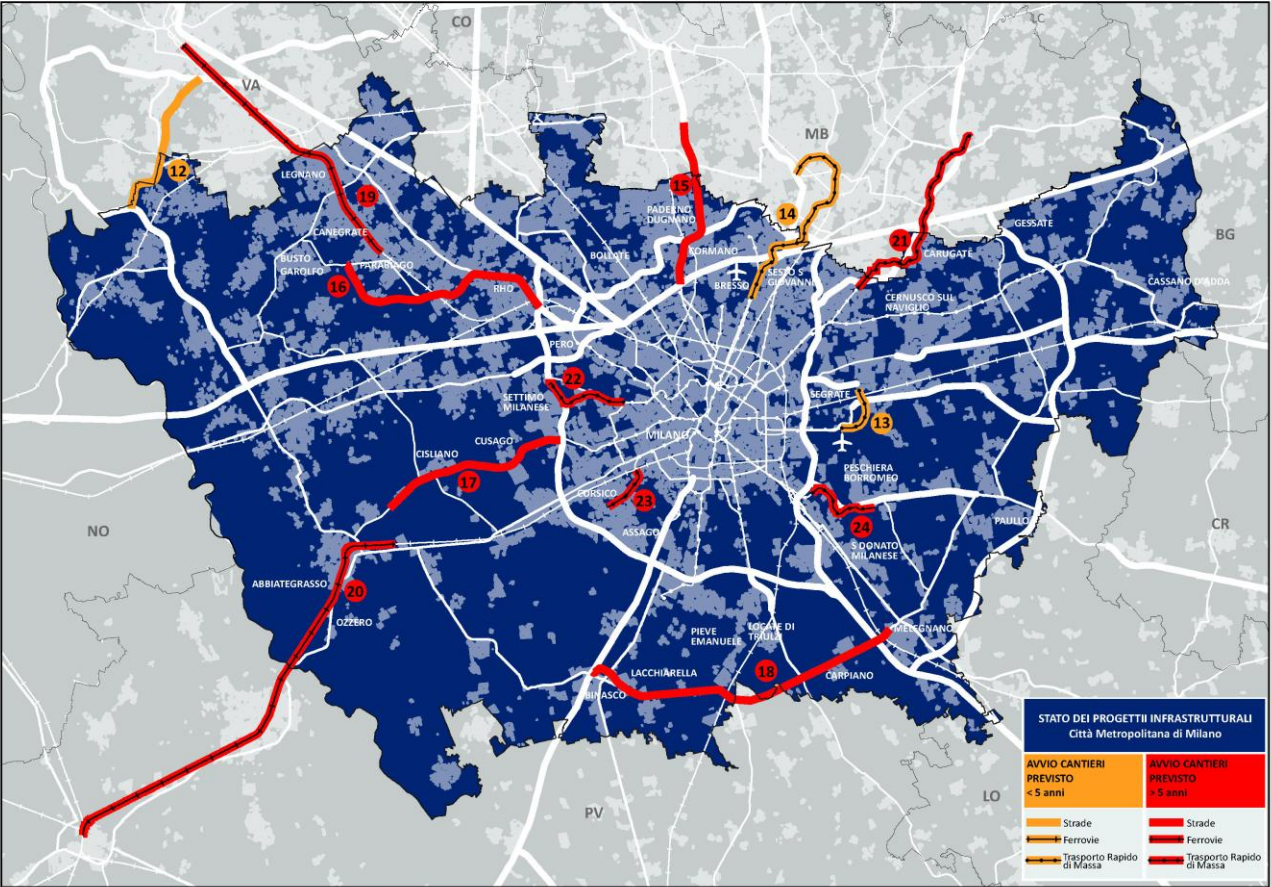 CO
LC
VA
MB
12
LEGNANO
19
15
PADERNO
DUGNANO
14
GESSATE
CANEGRATE
21
CARUGATE
BG
BUSTO
GAROLFO
PARABIAGO
BOLLATE
CORMANO
SESTO S
GIOVANNI
BRESSO
CASSANO D'ADDA
16
RHO
CERNUSCO SUL
NAVIGLIO
PERO
22
SETTIMO
MILANESE
SEGRATE
13
MILANO
CUSAGO
CISLIANO
17
PESCHIERA
BORROMEO
CORSICO
23
NO
ASSAGO
24
PAULLO
CR
S DONATO
MILANESE
ABBIATEGRASSO
20
OZZERO
PIEVE
EMANUELE
LOCATE DI
TRIULZI
MELEGNANO
LACCHIARELLA
18
CARPIANO
BINASCO
PV
LO
STATO DEI PROGETTI INFRASTRUTTURALI
Città Metropolitana di Milano
AVVIO CANTIERI
PREVISTO
< 5 anni
AVVIO CANTIERI
PREVISTO
> 5 anni
Strade
Ferrovie
Trasporto Rapido
di Massa
Strade
Ferrovie
Trasporto Rapido
di Massa